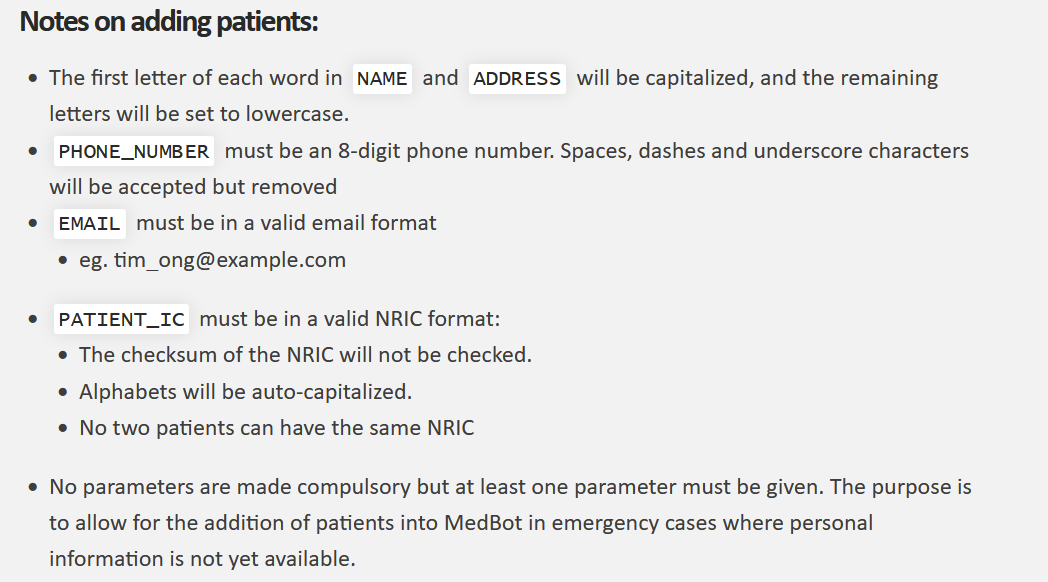 Notes on adding patients:
The first letter of each word in NAME and ADDRESS will be capitalized, and the remaining
letters will be set to lowercase.
PHONE_NUMBER must be an 8-digit phone number. Spaces, dashes and underscore characters
will be accepted but removed
EMAIL must be in a valid email format
eg. tim_ong@example.com
PATIENT_IC must be in a valid NRIC format:
The checksum of the NRIC will not be checked.
Alphabets will be auto-capitalized.
No two patients can have the same NRIC
No parameters are made compulsory but at least one parameter must be given. The purpose is
to allow for the addition of patients into MedBot in emergency cases where personal
information is not yet available.